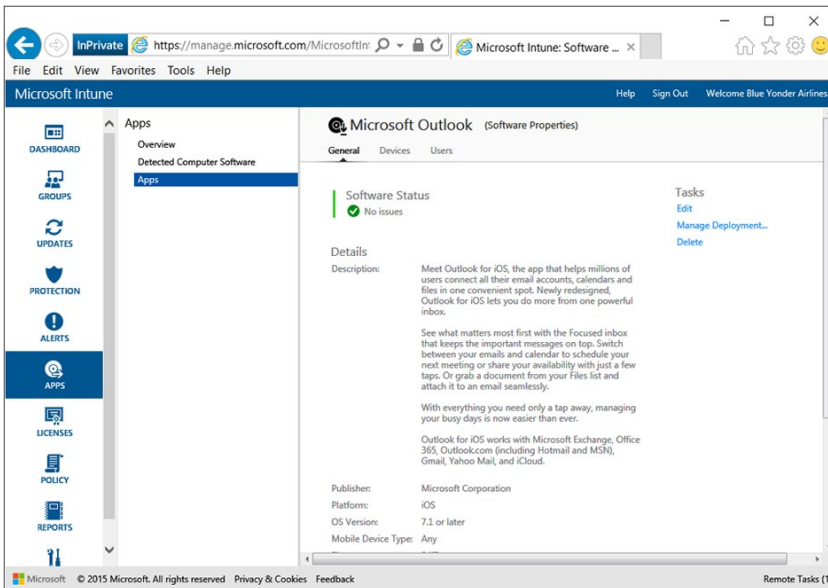 InPrivate https://manage.microsoft.com/MicrosoftIn Microsoft Intune: Software ... ×
File Edit View Favorites Tools Help
Microsoft Intune Help Sign Out Welcome Blue Yonder Airlines
DASHBOARD
GROUPS
UPDATES
PROTECTION
ALERTS
APPS
LICENSES
POLICY
REPORTS
Apps
Overview
Detected Computer Software
Apps
Microsoft Outlook (Software Properties)
General Devices Users
Software Status
No issues
Tasks
Edit
Manage Deployment...
Delete
Details
Description: Meet Outlook for iOS, the app that helps millions of
users connect all their email accounts, calendars and
files in one convenient spot. Newly redesigned,
Outlook for iOS lets you do more from one powerful
inbox.
See what matters most first with the Focused inbox
that keeps the important messages on top. Switch
between your emails and calendar to schedule your
next meeting or share your availability with just a few
taps. Or grab a document from your Files list and
attach it to an email seamlessly.
With everything you need only a tap away, managing
your busy days is now easier than ever.
Outlook for iOS works with Microsoft Exchange, Office
365, Outlook.com (including Hotmail and MSN),
Gmail, Yahoo Mail, and iCloud.
Publisher: Microsoft Corporation
Platform: iOS
OS Version: 7.1 or later
Mobile Device Type: Any
Microsoft © 2015 Microsoft. All rights reserved Privacy & Cookies Feedback Remote Tasks (1